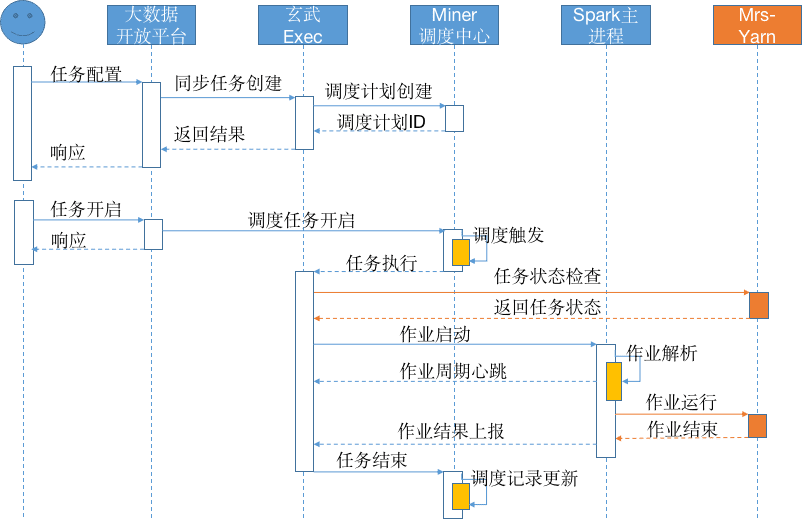 大数据
开放平台
玄武
Exec
Miner
调度中心
Spark主
进程
Mrs-
Yarn
任务配置
同步任务创建
调度计划创建
调度计划ID
返回结果
响应
任务开启
调度任务开启
响应
调度触发
任务执行
任务状态检查
返回任务状态
作业启动
作业解析
作业周期心跳
作业运行
作业结束
作业结果上报
任务结束
调度记录更新